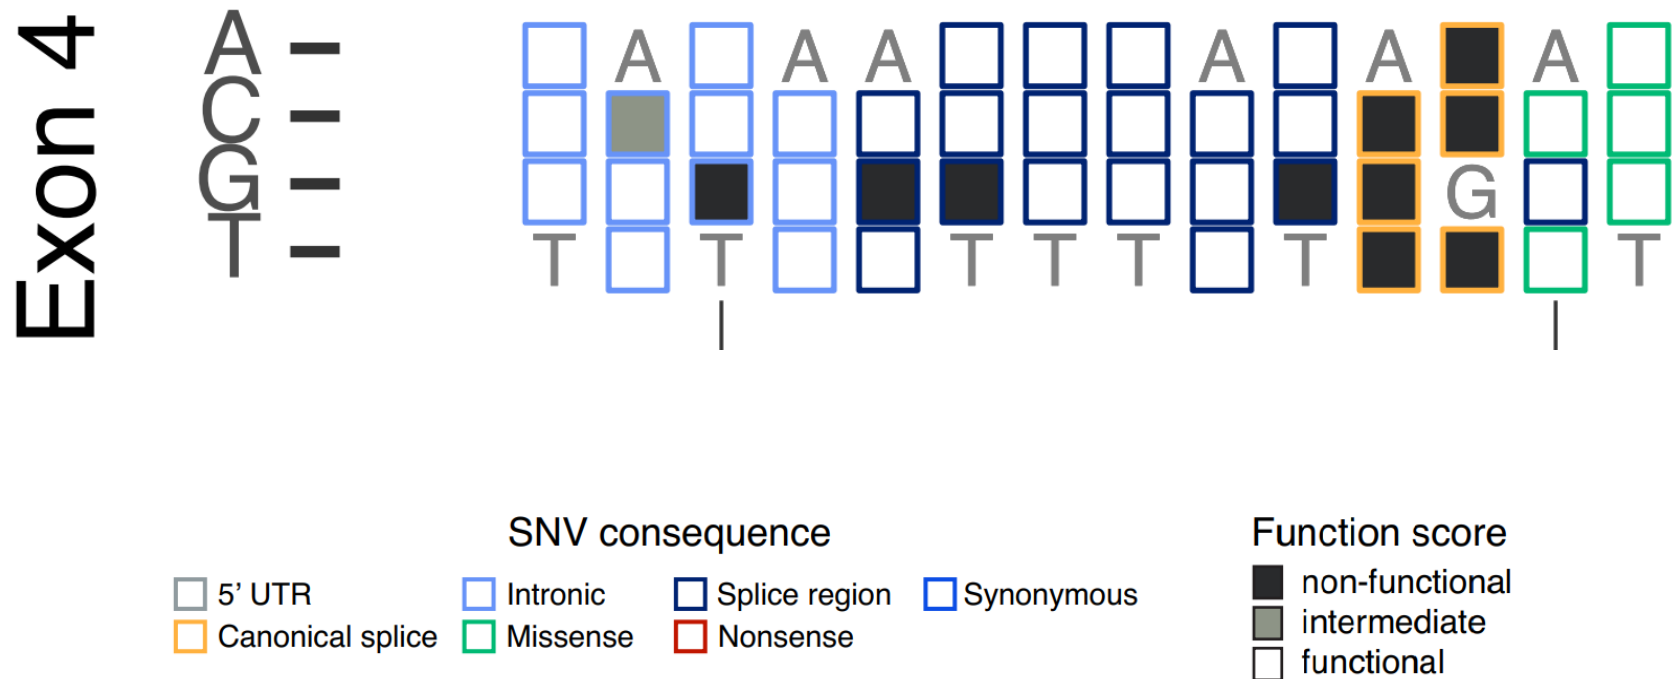 Exon 4
A
C
G
T
A A A A A A
G
T T T T T T T
SNV consequence
5' UTR Intronic Splice region Synonymous
Canonical splice Missense Nonsense
Function score
non-functional
intermediate
functional